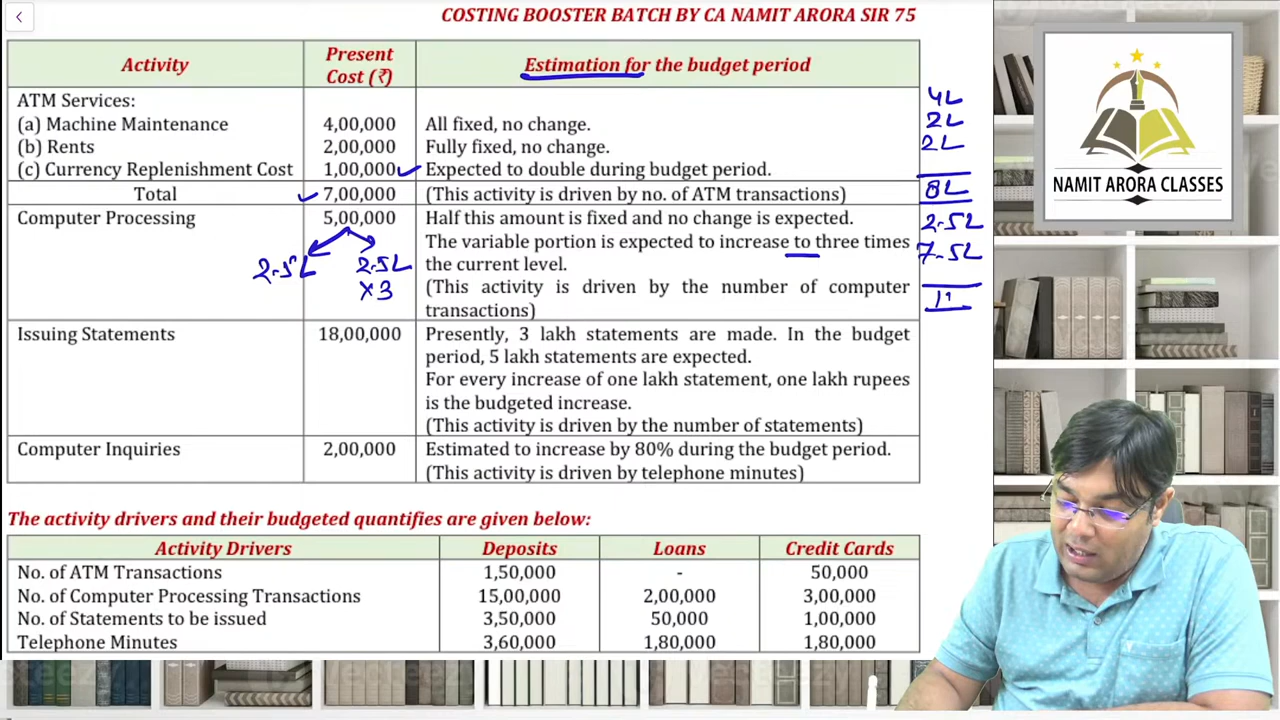 COSTING BOOSTER BATCH BY CA NAMIT ARORA SIR 75
Activity Present Cost (₹) Estimation for the budget period
ATM Services:
(a) Machine Maintenance 4,00,000 All fixed, no change.
(b) Rents 2,00,000 Fully fixed, no change.
(c) Currency Replenishment Cost 1,00,000 Expected to double during budget period.
Total 7,00,000 (This activity is driven by no. of ATM transactions)
Computer Processing 5,00,000 Half this amount is fixed and no change is expected.
The variable portion is expected to increase to three times
the current level.
(This activity is driven by the number of computer
transactions)
Issuing Statements 18,00,000 Presently, 3 lakh statements are made. In the budget
period, 5 lakh statements are expected.
For every increase of one lakh statement, one lakh rupees
is the budgeted increase.
(This activity is driven by the number of statements)
Computer Inquiries 2,00,000 Estimated to increase by 80% during the budget period.
(This activity is driven by telephone minutes)
4L
2L
2L
8L
2.5L
7.5L
2.5L 2.5L
×3
The activity drivers and their budgeted quantifies are given below:
Activity Drivers Deposits Loans Credit Cards
No. of ATM Transactions 1,50,000 - 50,000
No. of Computer Processing Transactions 15,00,000 2,00,000 3,00,000
No. of Statements to be issued 3,50,000 50,000 1,00,000
Telephone Minutes 3,60,000 1,80,000 1,80,000
NAMIT ARORA CLASSES